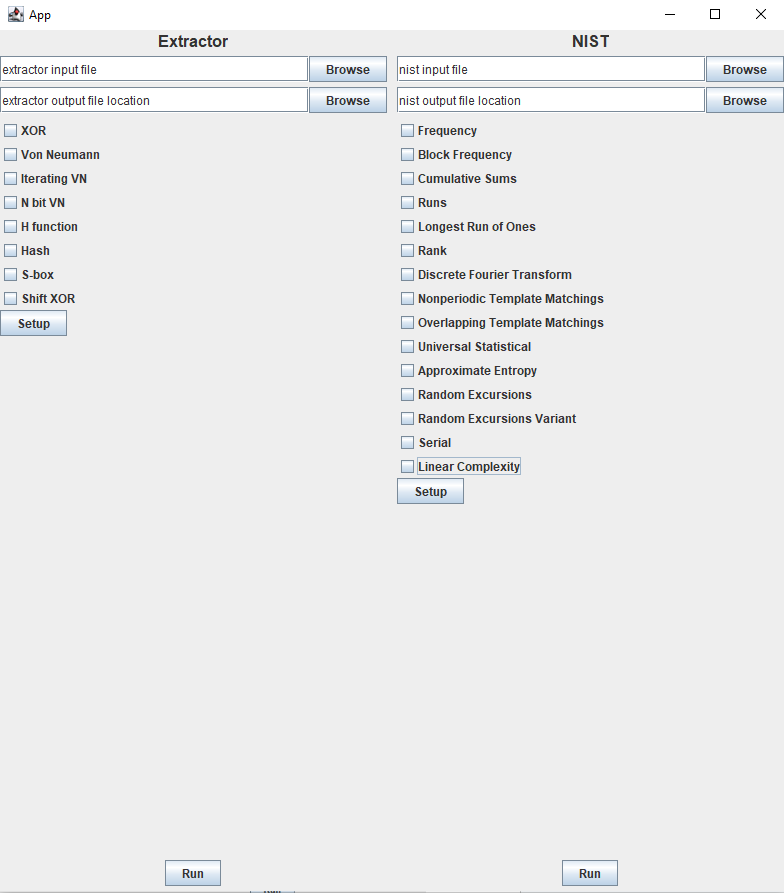 App
Extractor
extractor input file Browse
extractor output file location Browse
XOR
Von Neumann
Iterating VN
N bit VN
H function
Hash
S-box
Shift XOR
Setup
Run
NIST
nist input file Browse
nist output file location Browse
Frequency
Block Frequency
Cumulative Sums
Runs
Longest Run of Ones
Rank
Discrete Fourier Transform
Nonperiodic Template Matchings
Overlapping Template Matchings
Universal Statistical
Approximate Entropy
Random Excursions
Random Excursions Variant
Serial
Linear Complexity
Setup
Run